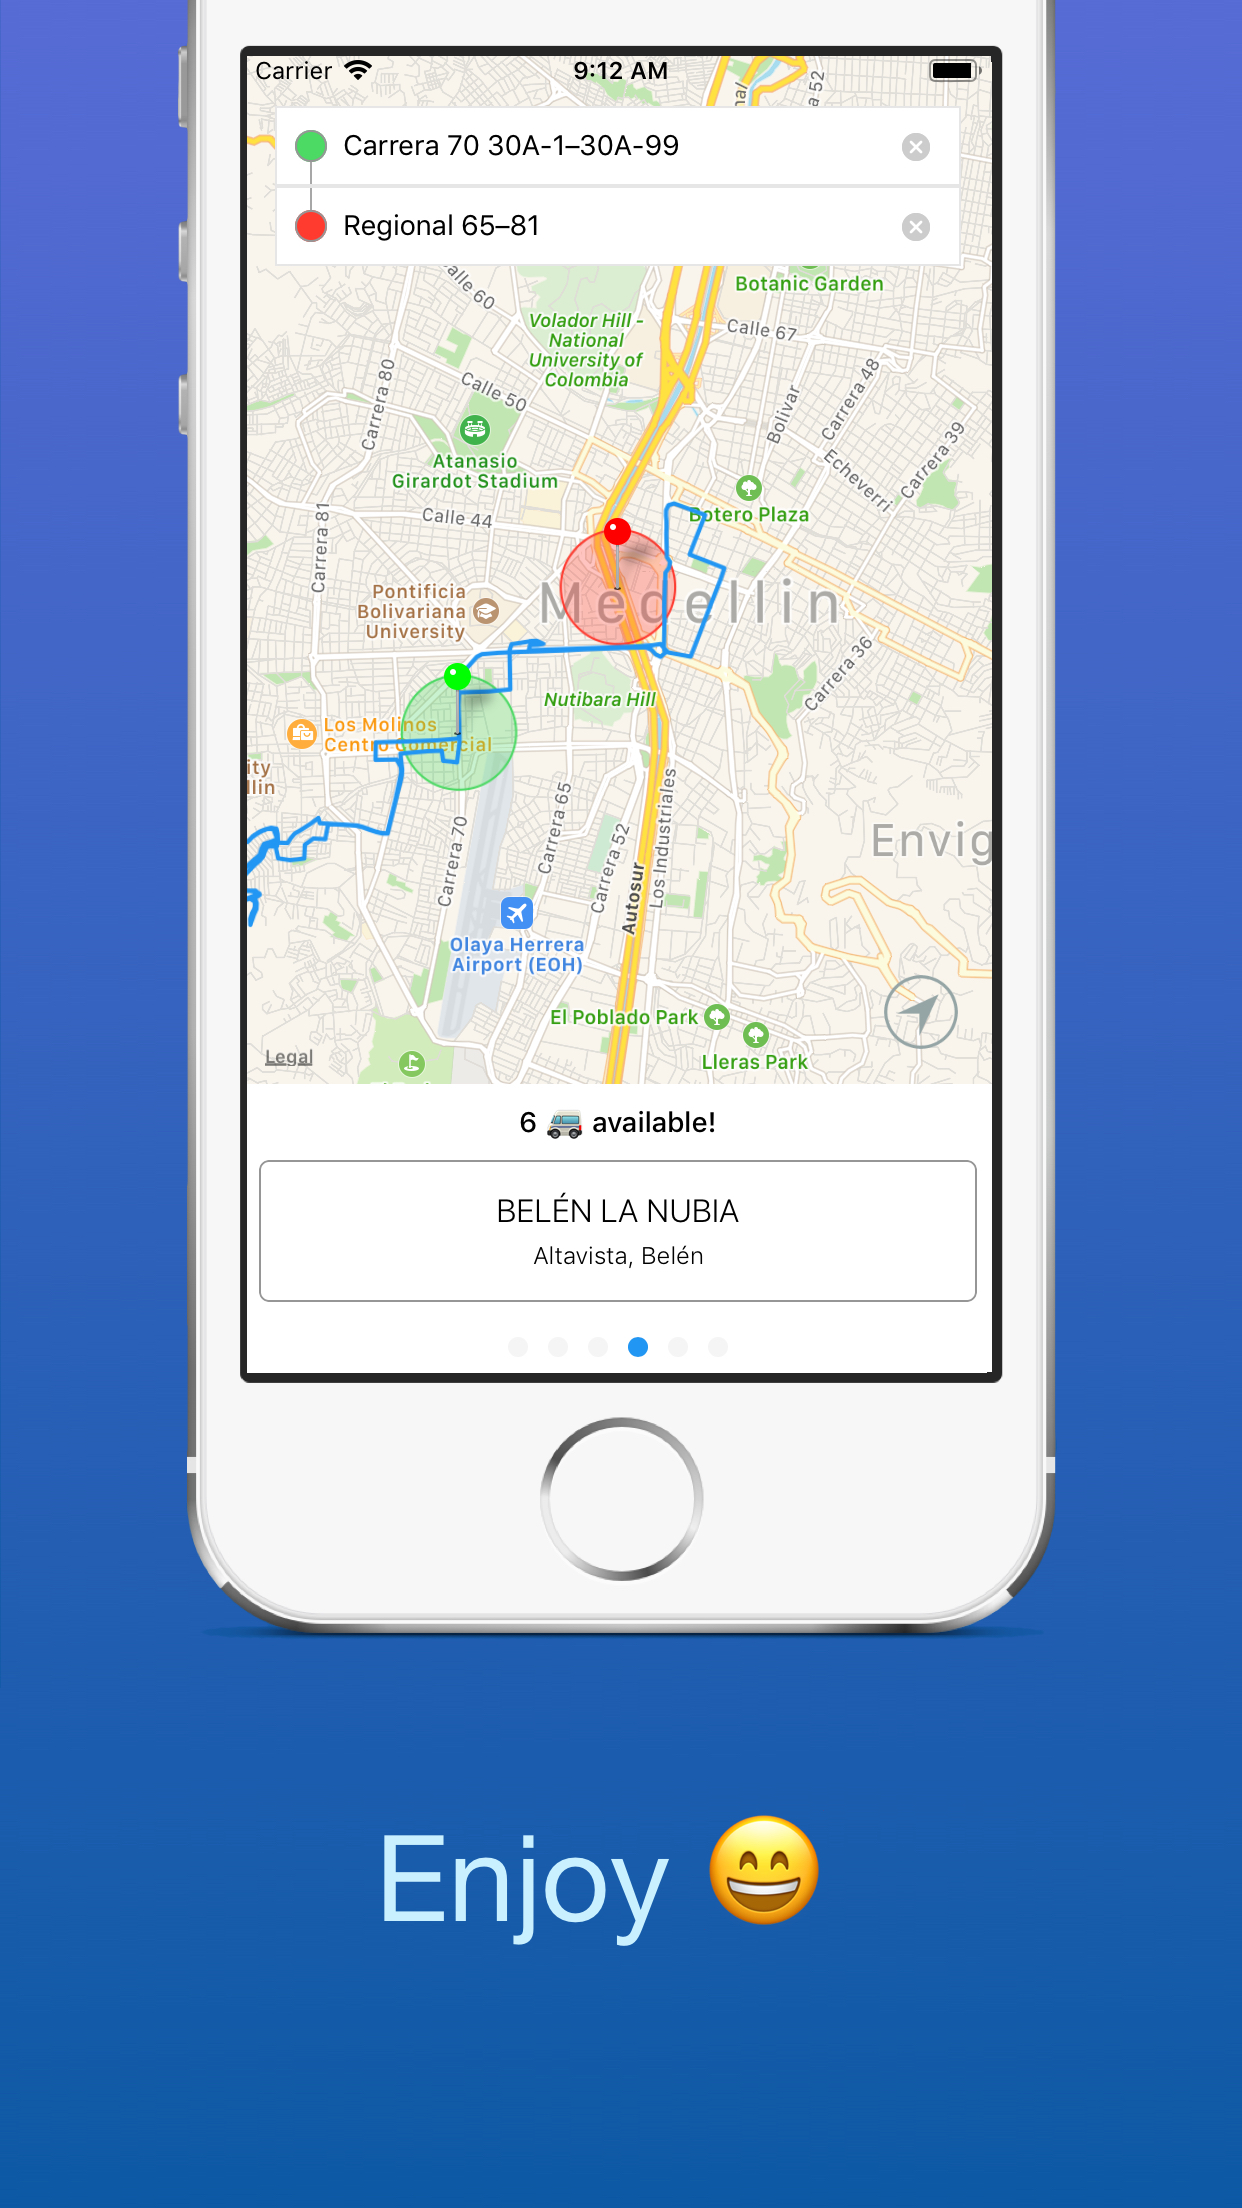 Carrier 9:12 AM
Carrera 70 30A-1–30A-99
Regional 65–81
a 52
Botanic Garden
alle 60
Calle 67
Volador Hill -
National
University of
Colombia
Carrera 80
Calle 50
Bolivar
Carrera 48
Carrera 39
Echeverri
Atanasio
Girardot Stadium
Calle 44
Botero Plaza
Carrera 81
Pontificia
Bolivariana
University
Medellin
Carrera 36
Nutibara Hill
Los Molinos
Centro Comercial
ity
llin
Carrera 65
Los Industriales
Carrera 70
Carrera 52
Autosur
Envig
Olaya Herrera
Airport (EOH)
El Poblado Park
Lleras Park
Legal
6 🚐 available!
BELÉN LA NUBIA
Altavista, Belén
Enjoy 😄